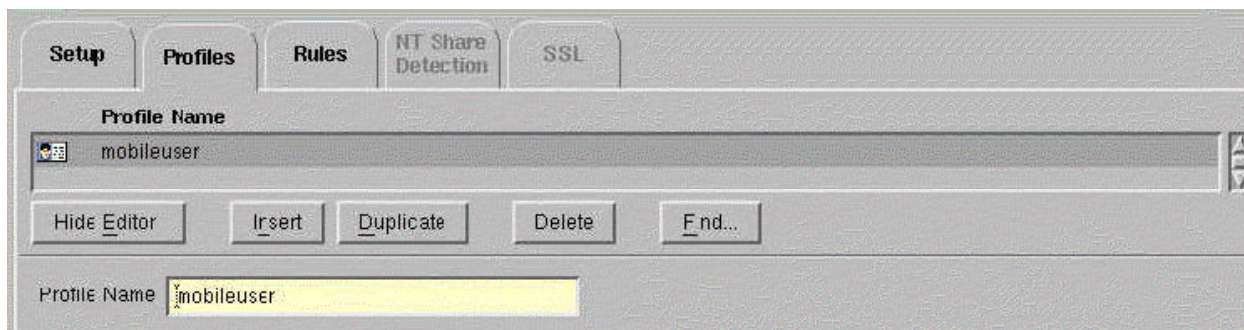 Setup
Profiles
Rules
NT Share
Detection
SSL
Profile Name
mobileuser
Hide Editor
Insert
Duplicate
Delete
Find...
Profile Name mobileuser